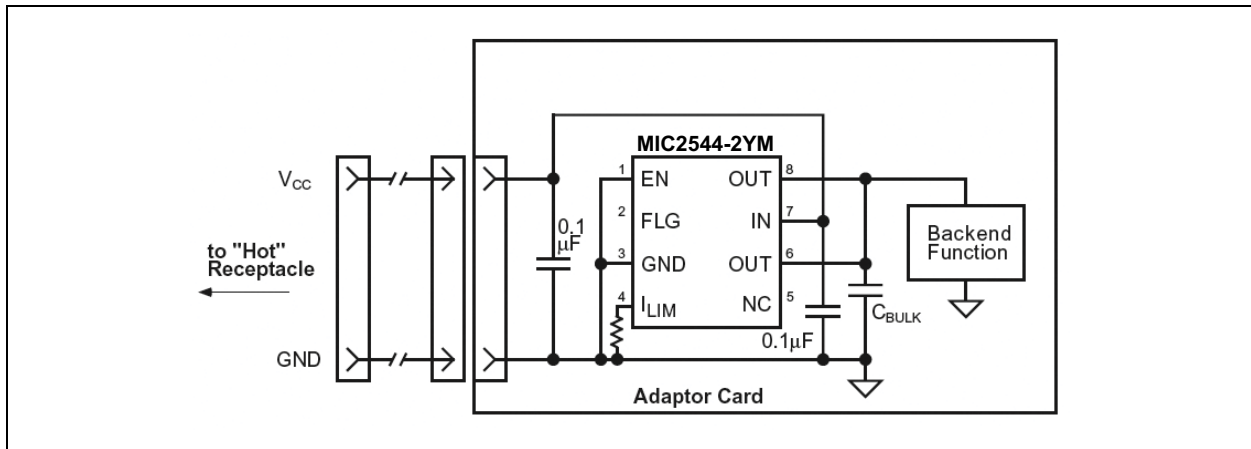 MIC2544-2YM
V_CC
to "Hot"
Receptacle
GND
0.1
μF
1
EN
OUT
8
2
FLG
IN
7
3
GND
OUT
6
4
I_LIM
NC
5
0.1μF
C_BULK
Backend
Function
Adaptor Card